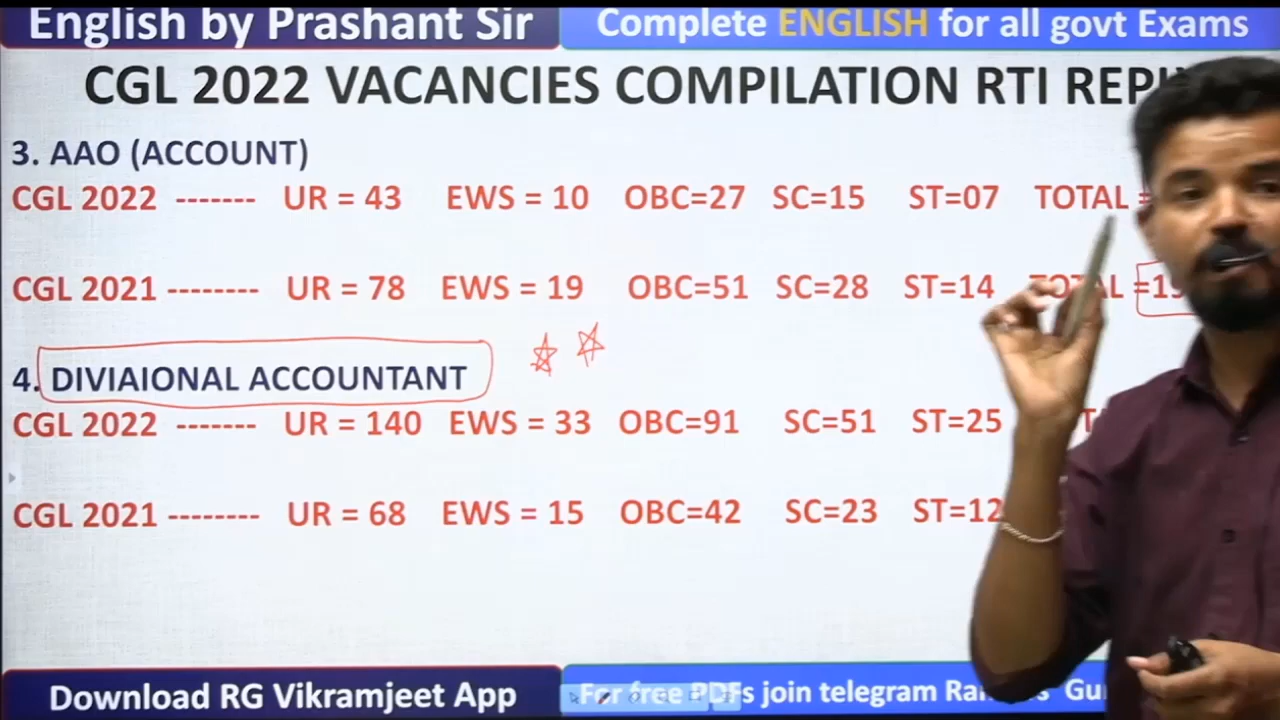 English by Prashant Sir
Complete ENGLISH for all govt Exams
CGL 2022 VACANCIES COMPILATION RTI
3. AAO (ACCOUNT)
CGL 2022 ------- UR = 43 EWS = 10 OBC=27 SC=15 ST=07 TOTAL =
CGL 2021 -------- UR = 78 EWS = 19 OBC=51 SC=28 ST=14 TOTAL
4. DIVIAIONAL ACCOUNTANT
CGL 2022 ------- UR = 140 EWS = 33 OBC=91 SC=51 ST=25
CGL 2021 -------- UR = 68 EWS = 15 OBC=42 SC=23 ST=12
Download RG Vikramjeet App
For free PDFs join telegram